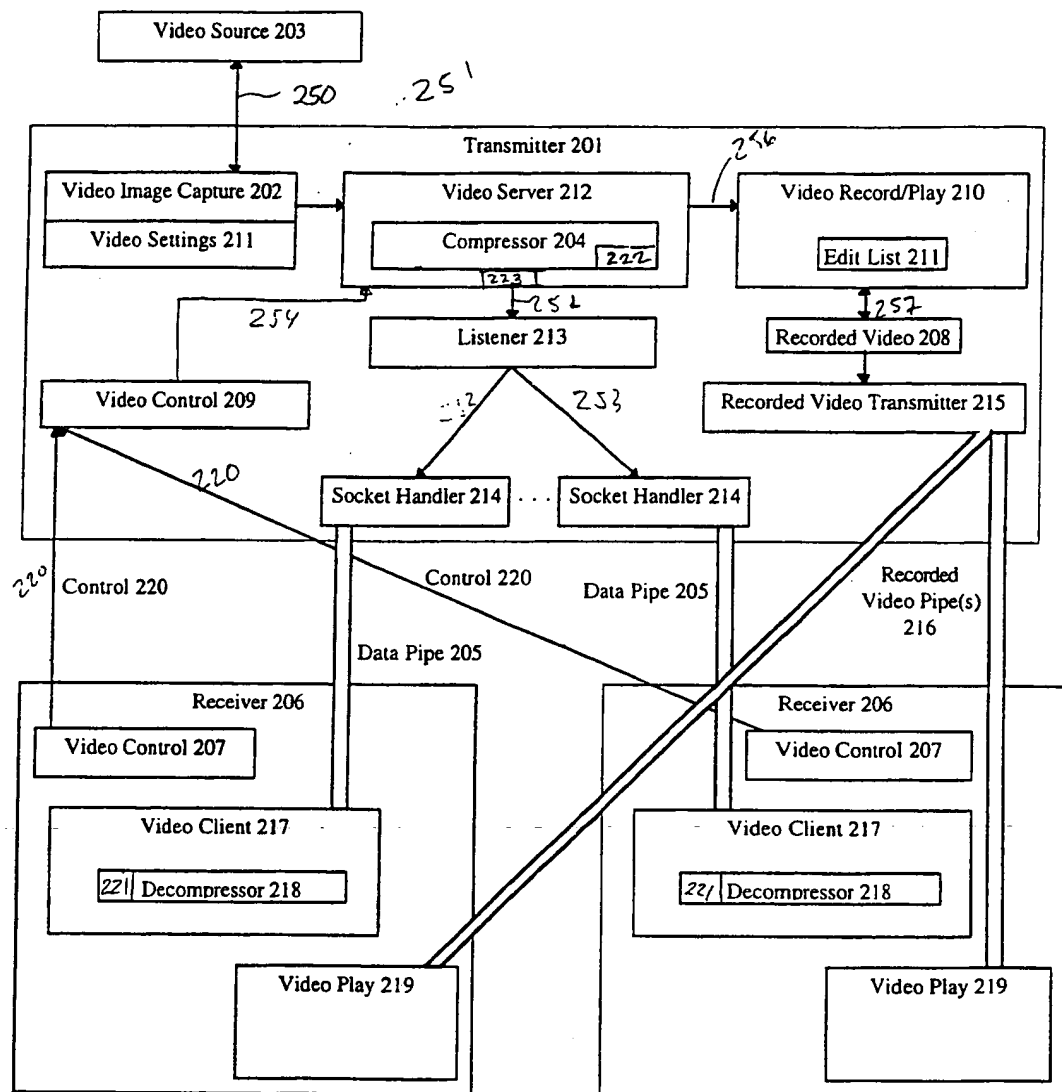 Video Source 203
250
251
Transmitter 201
256
Video Image Capture 202
Video Settings 211
Video Server 212
Compressor 204
222
223
Video Record/Play 210
Edit List 211
254
252
257
Listener 213
Recorded Video 208
Video Control 209
253
Recorded Video Transmitter 215
220
Socket Handler 214
. . .
Socket Handler 214
220
Control 220
Control 220
Data Pipe 205
Recorded
Video Pipe(s)
216
Data Pipe 205
Receiver 206
Receiver 206
Video Control 207
Video Control 207
Video Client 217
Video Client 217
221 Decompressor 218
221 Decompressor 218
Video Play 219
Video Play 219